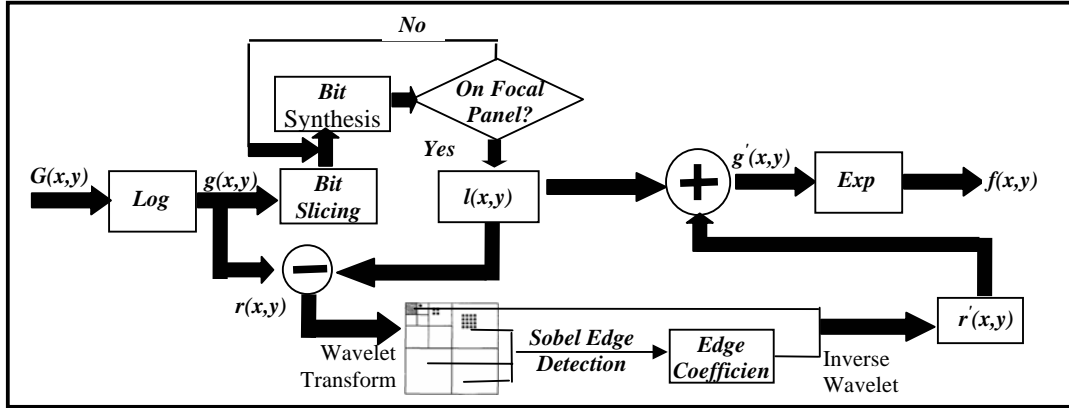 No
Bit
Synthesis
On Focal
Panel?
Yes
G(x,y)
Log
g(x,y)
Bit
Slicing
l(x,y)
+
g'(x,y)
Exp
f(x,y)
−
r(x,y)
Wavelet
Transform
Sobel Edge
Detection
Edge
Coefficien
Inverse
Wavelet
r'(x,y)